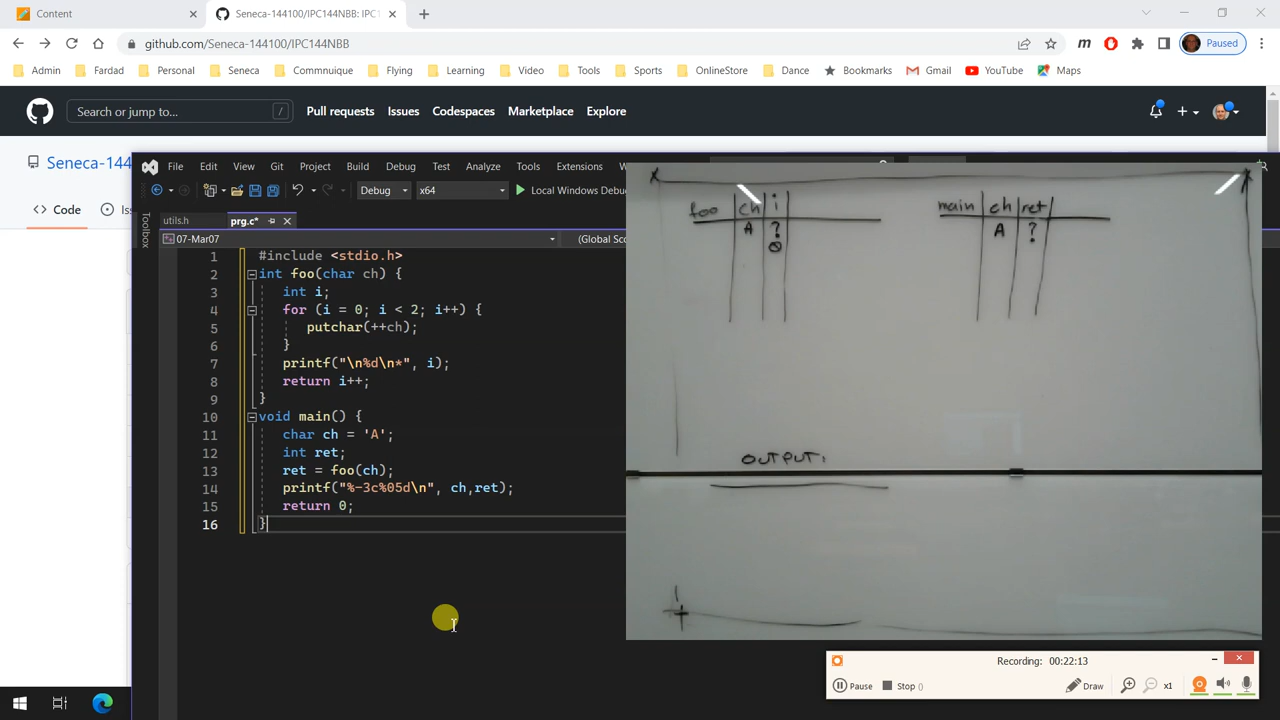 Content
Seneca-144100/IPC144NBB: IPC1
github.com/Seneca-144100/IPC144NBB
Paused
Admin Fardad Personal Seneca Commnuique Flying Learning Video Tools Sports OnlineStore Dance Bookmarks Gmail YouTube Maps
Search or jump to... /
Pull requests Issues Codespaces Marketplace Explore
Seneca-144
Code
Iss
File Edit View Git Project Build Debug Test Analyze Tools Extensions W
Debug x64 Local Windows Debu
Toolbox
utils.h prg.c*
07-Mar07 (Global Sco
1 #include <stdio.h>
2 int foo(char ch) {
3 int i;
4 for (i = 0; i < 2; i++) {
5 putchar(++ch);
6 }
7 printf("\n%d\n*", i);
8 return i++;
9 }
10 void main() {
11 char ch = 'A';
12 int ret;
13 ret = foo(ch);
14 printf("%-3c%05d\n", ch,ret);
15 return 0;
16 }
foo ch i
A ?
0
main ch ret
A ?
OUTPUT:
Recording: 00:22:13
Pause Stop () Draw x1